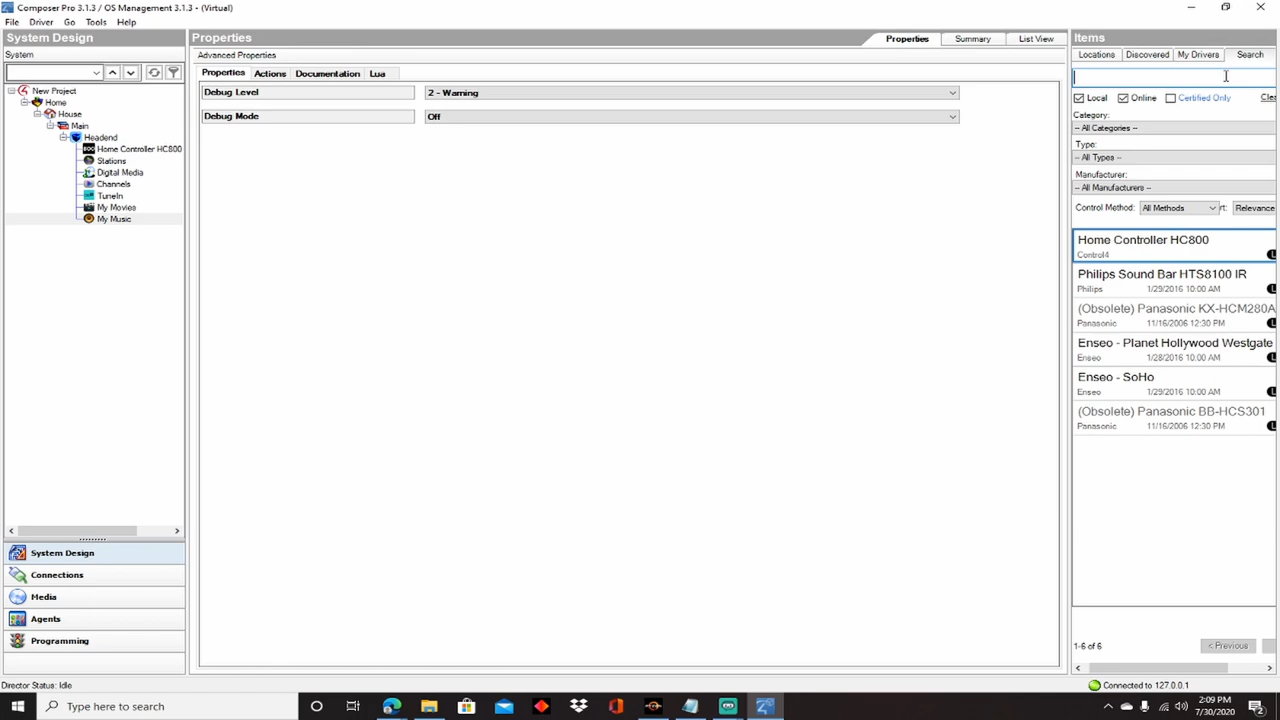 Composer Pro 3.1.3 / OS Management 3.1.3 - (Virtual)
File Driver Go Tools Help
System Design
System
New Project
Home
House
Main
Headend
Home Controller HC800
Stations
Digital Media
Channels
TuneIn
My Movies
My Music
System Design
Connections
Media
Agents
Programming
Director Status: Idle
Properties
Properties Summary List View
Advanced Properties
Properties Actions Documentation Lua
Debug Level 2 - Warning
Debug Mode Off
Items
Locations Discovered My Drivers Search
Local Online Certified Only
Category:
-- All Categories --
Type:
-- All Types --
Manufacturer:
-- All Manufacturers --
Control Method: All Methods rt: Relevance
Home Controller HC800
Control4 L
Philips Sound Bar HTS8100 IR
Philips 1/29/2016 10:00 AM L
(Obsolete) Panasonic KX-HCM280A
Panasonic 11/16/2006 12:30 PM L
Enseo - Planet Hollywood Westgate
Enseo 1/28/2016 10:00 AM L
Enseo - SoHo
Enseo 1/29/2016 10:00 AM L
(Obsolete) Panasonic BB-HCS301
Panasonic 11/16/2006 12:30 PM L
1-6 of 6 < Previous
Connected to 127.0.0.1
Type here to search
2:09 PM
7/30/2020
2